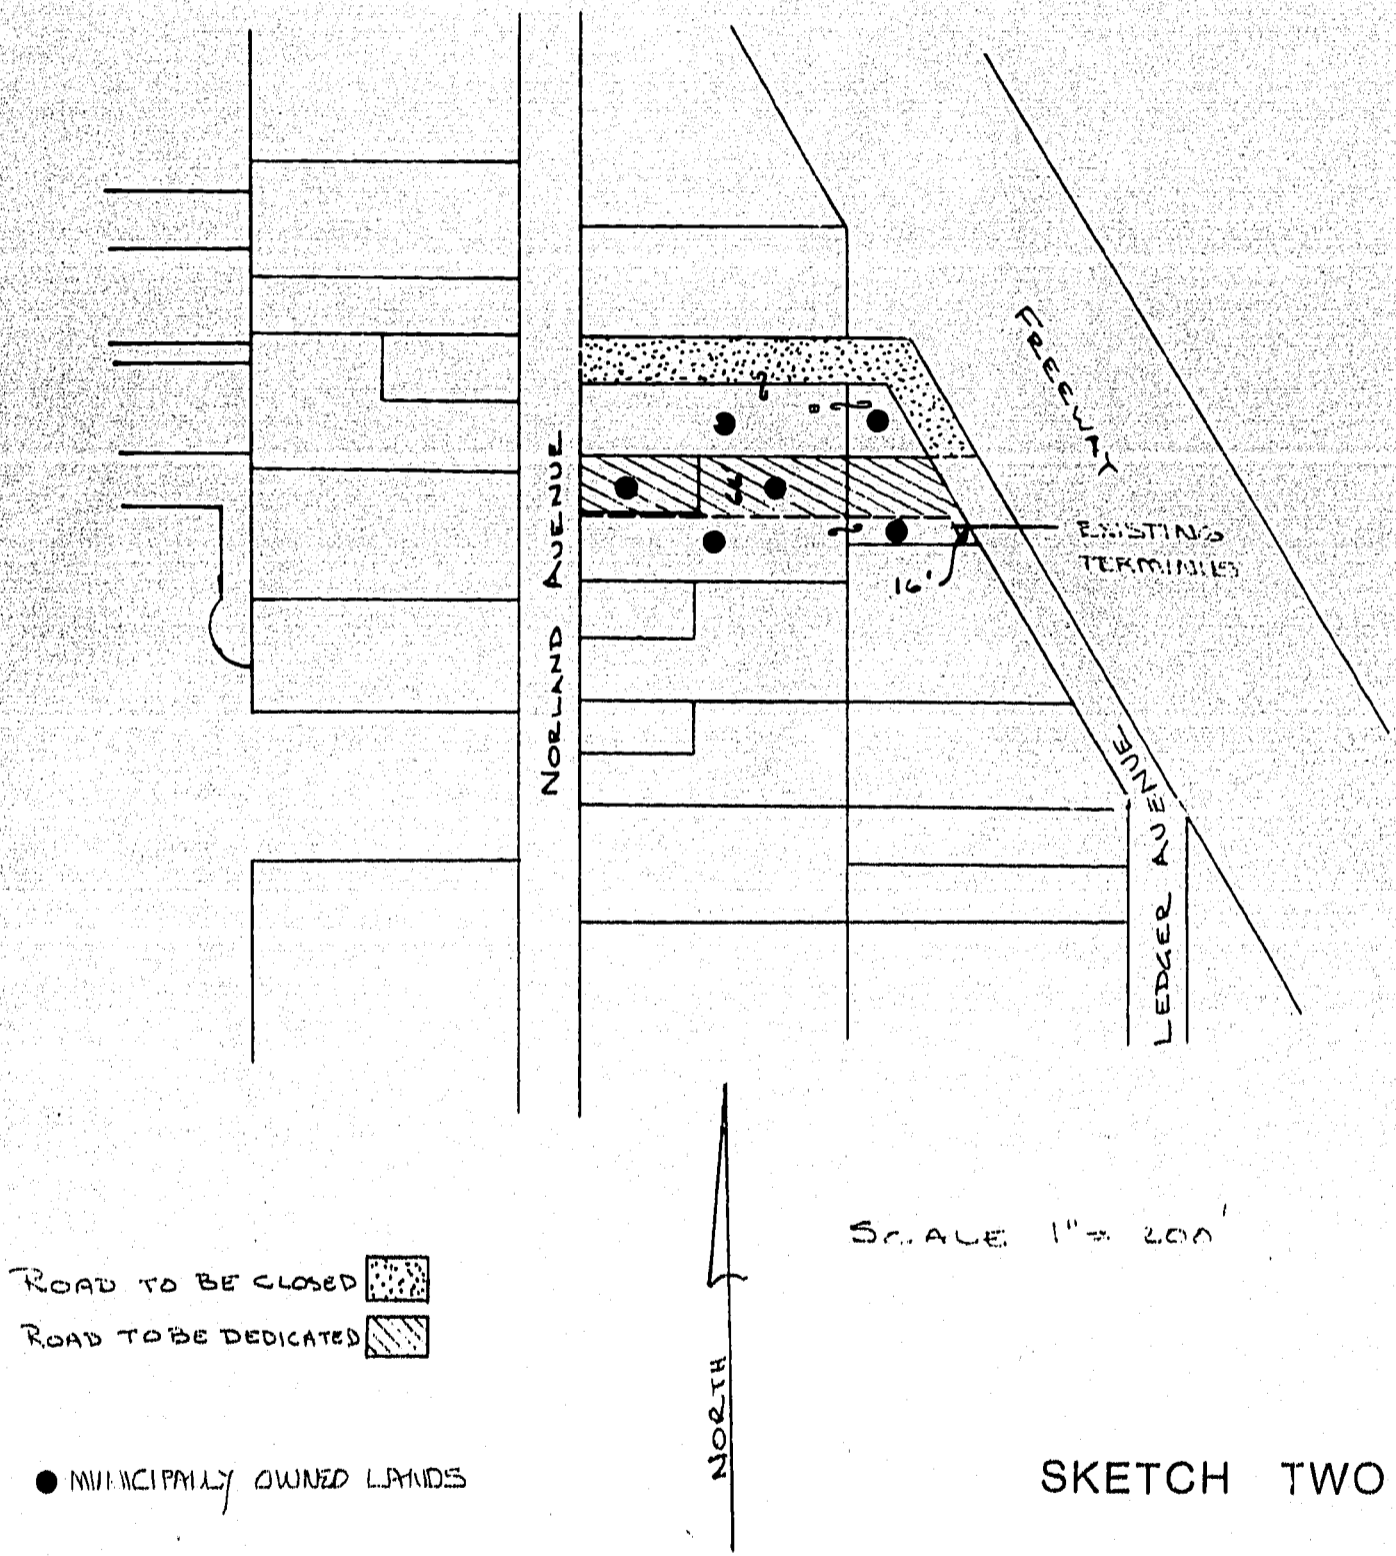 FREEWAY
NORLAND AVENUE
66'
EXISTING
TERMINUS
16'
LEDGER AVENUE
SCALE 1" = 200'
ROAD TO BE CLOSED
ROAD TO BE DEDICATED
NORTH
MUNICIPALLY OWNED LANDS
SKETCH TWO